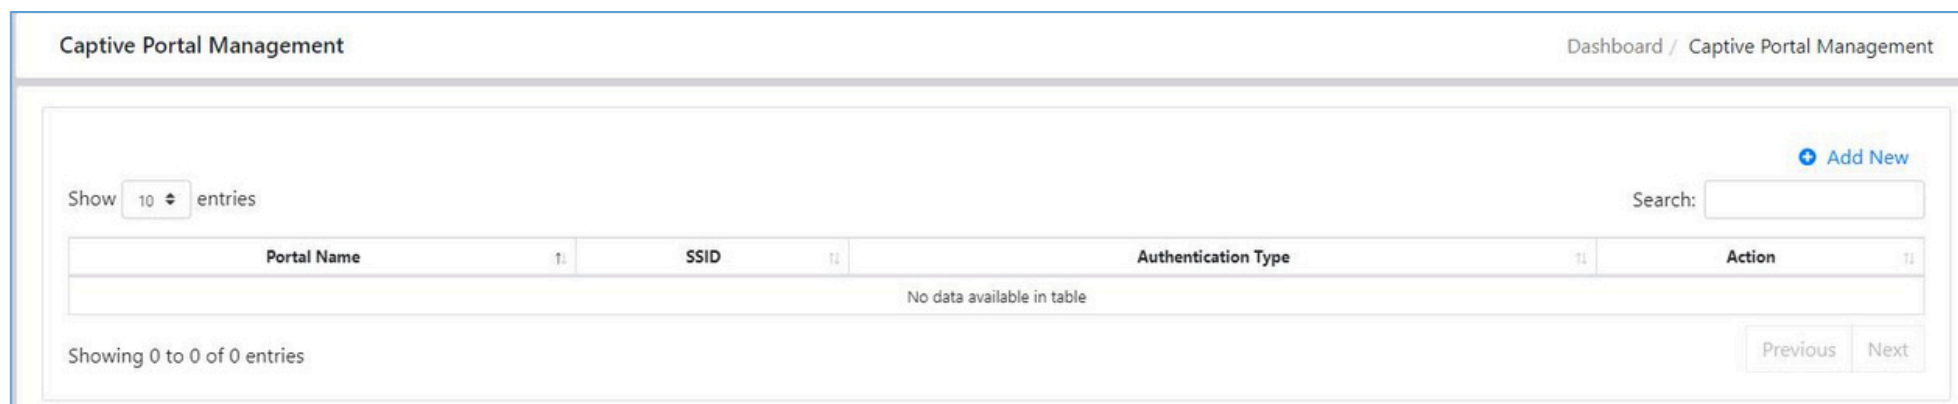 Captive Portal Management
Dashboard / Captive Portal Management
Add New
Show 10 entries
Search:
Portal Name SSID Authentication Type Action
No data available in table
Showing 0 to 0 of 0 entries
Previous Next